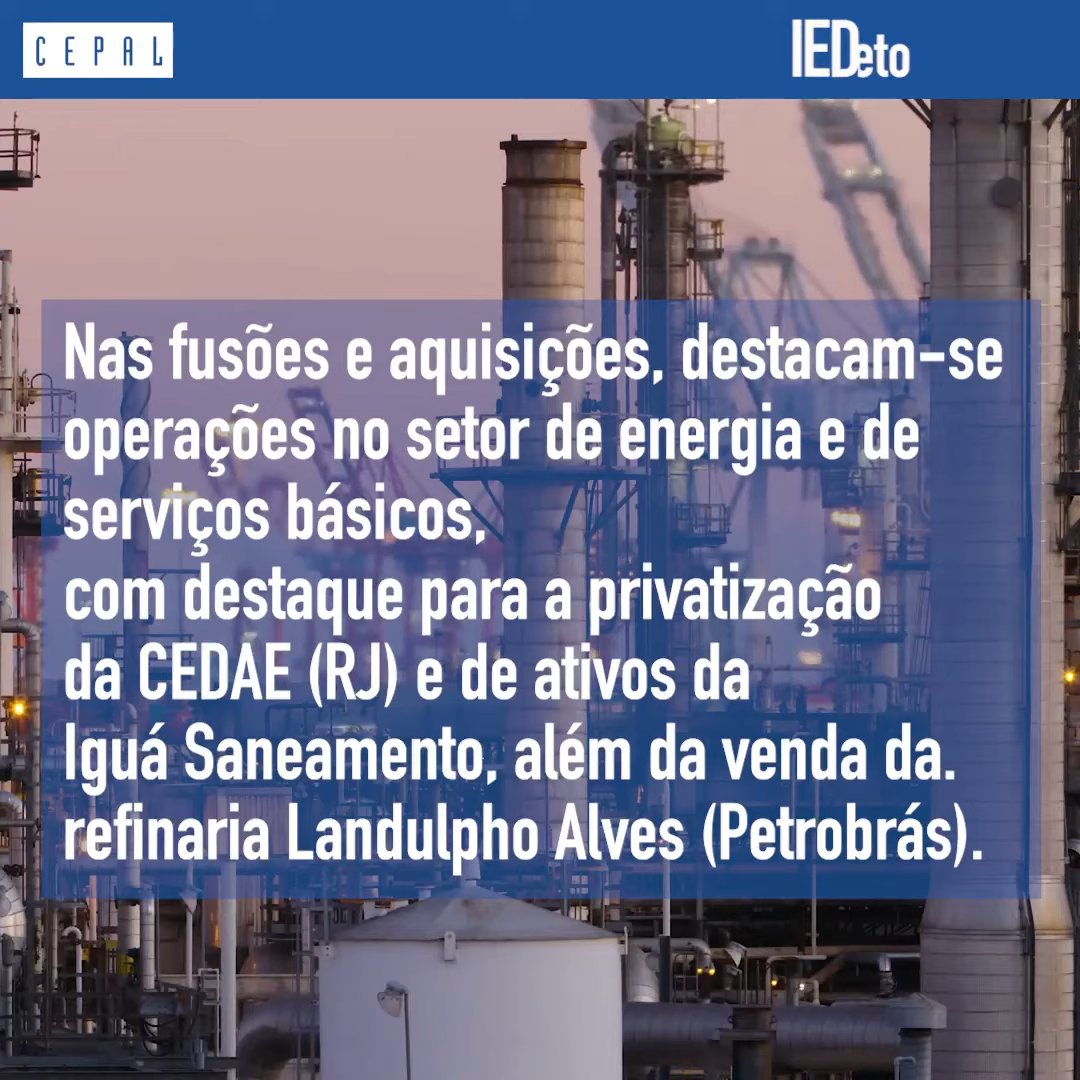 CEPAL
IEDeto
Nas fusões e aquisições, destacam-se
operações no setor de energia e de
serviços básicos,
com destaque para a privatização
da CEDAE (RJ) e de ativos da
Iguá Saneamento, além da venda da.
refinaria Landulpho Alves (Petrobrás).